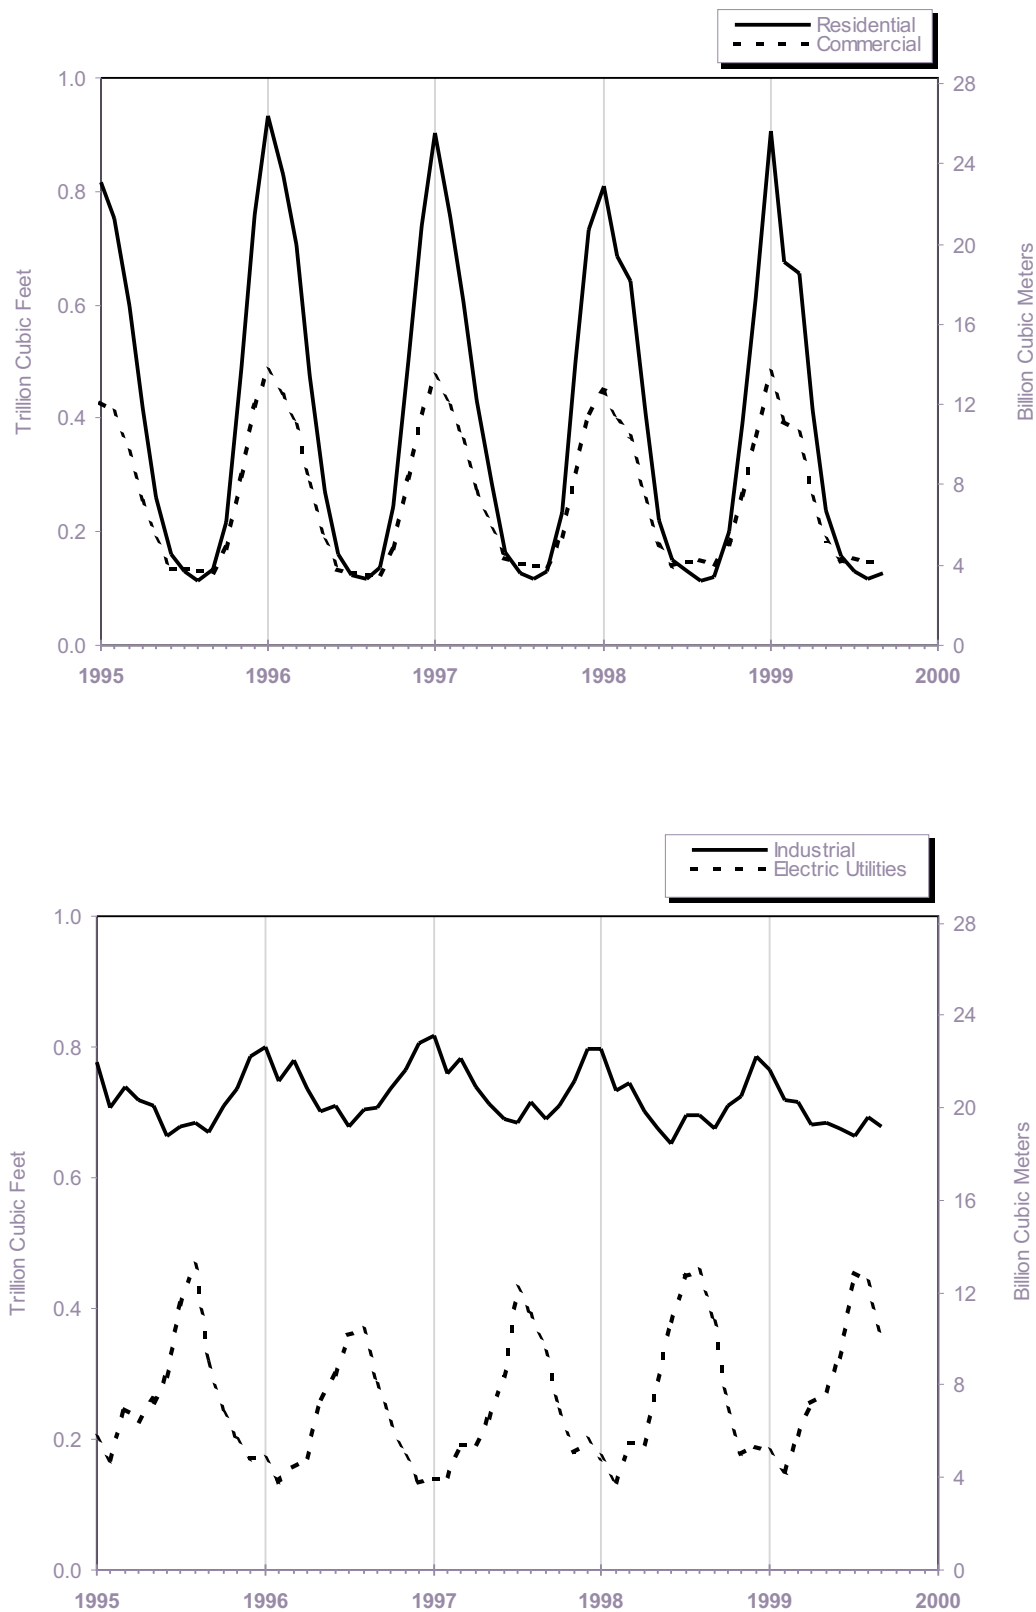 Residential
Commercial
1.0
0.8
0.6
0.4
0.2
0.0
Trillion Cubic Feet
28
24
20
16
12
8
4
0
Billion Cubic Meters
1995 1996 1997 1998 1999 2000
Industrial
Electric Utilities
1.0
0.8
0.6
0.4
0.2
0.0
Trillion Cubic Feet
28
24
20
16
12
8
4
0
Billion Cubic Meters
1995 1996 1997 1998 1999 2000